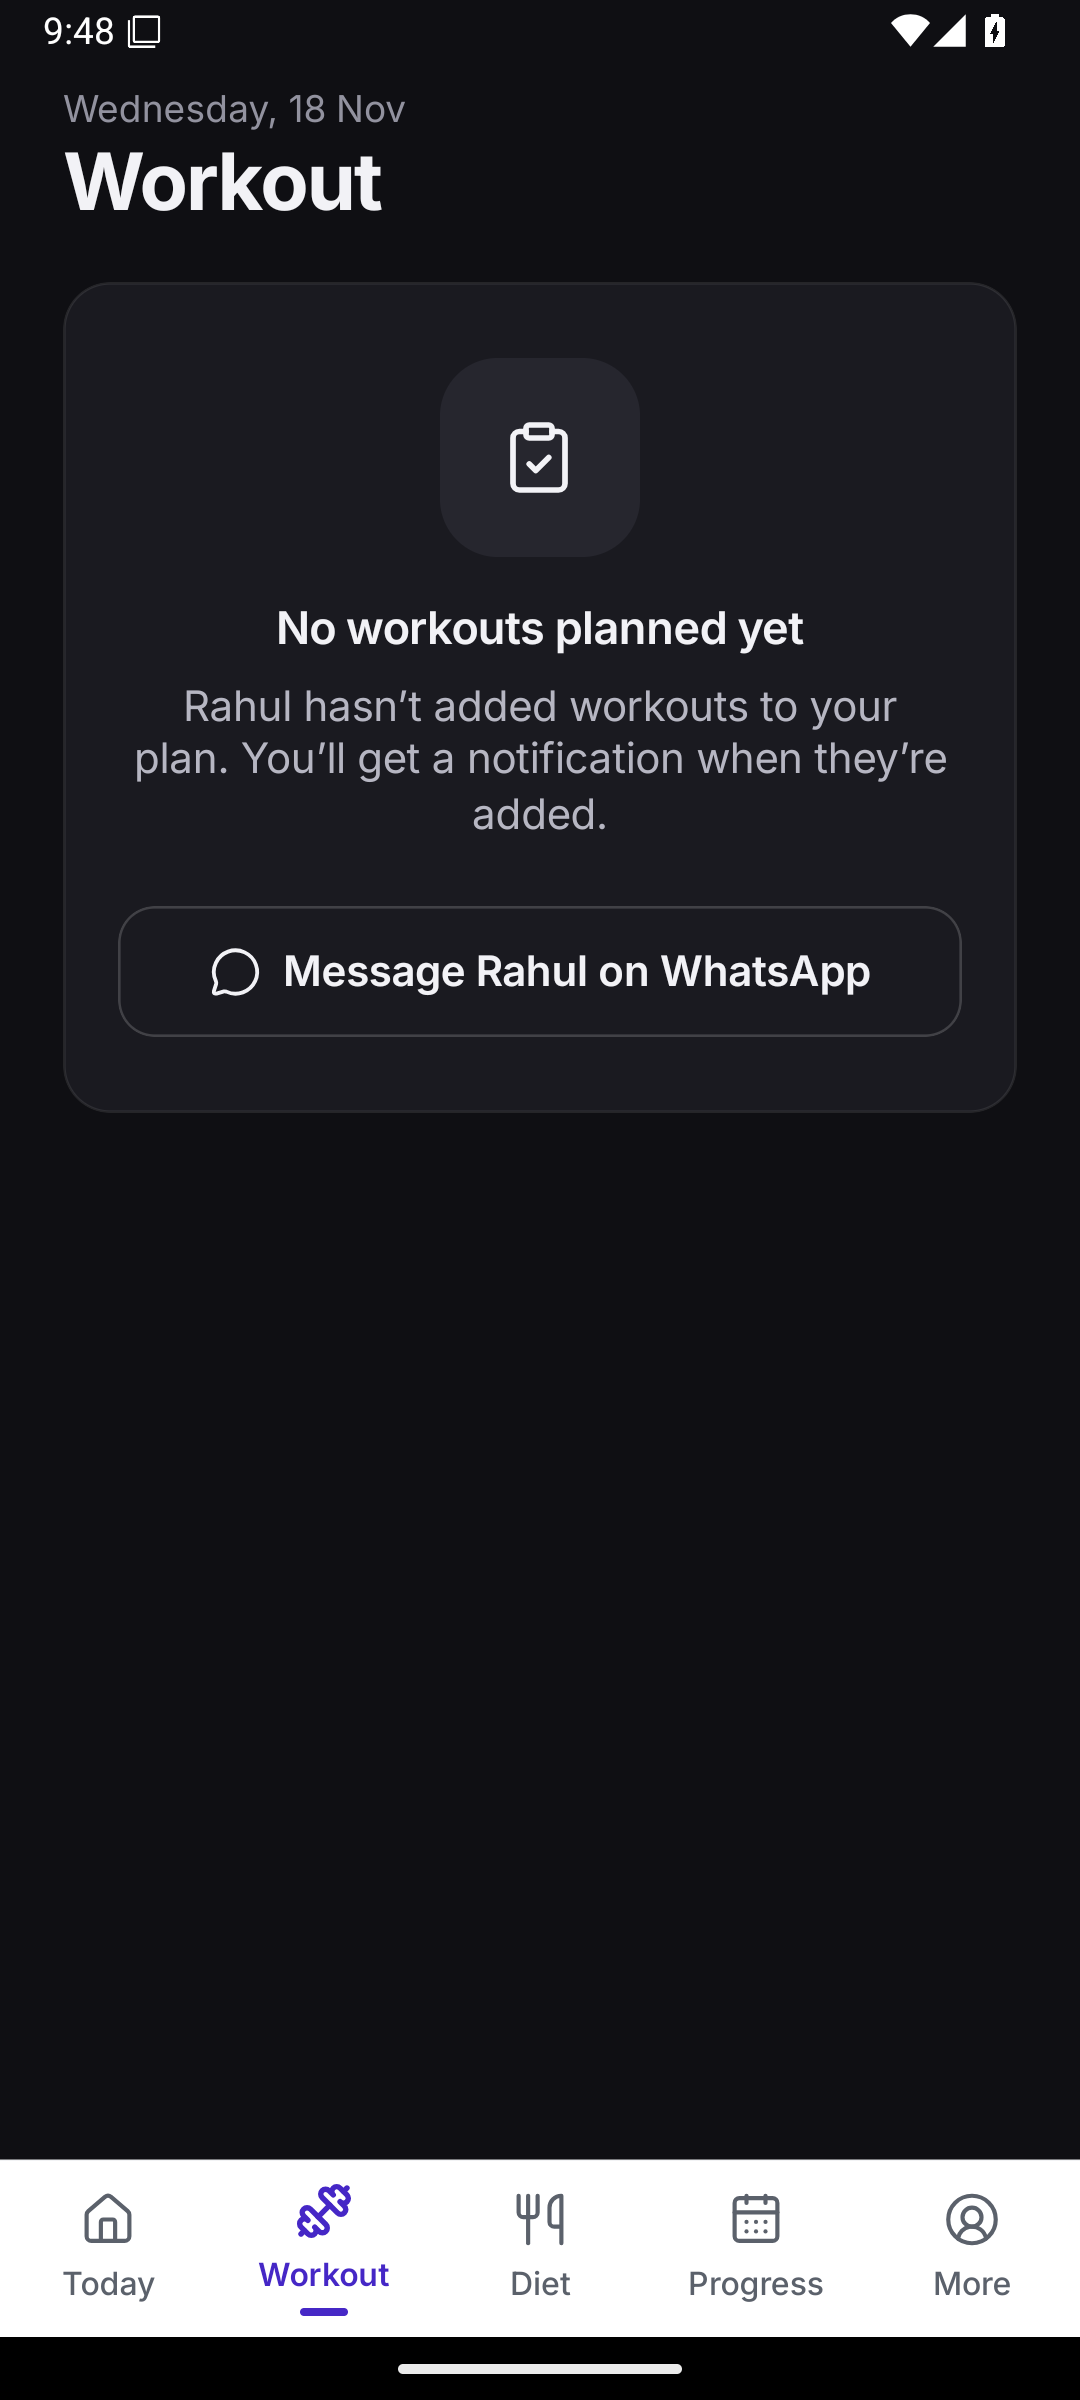 9:48
Wednesday, 18 Nov
Workout
No workouts planned yet
Rahul hasn’t added workouts to your
plan. You’ll get a notification when they’re
added.
Message Rahul on WhatsApp
Today
Workout
Diet
Progress
More